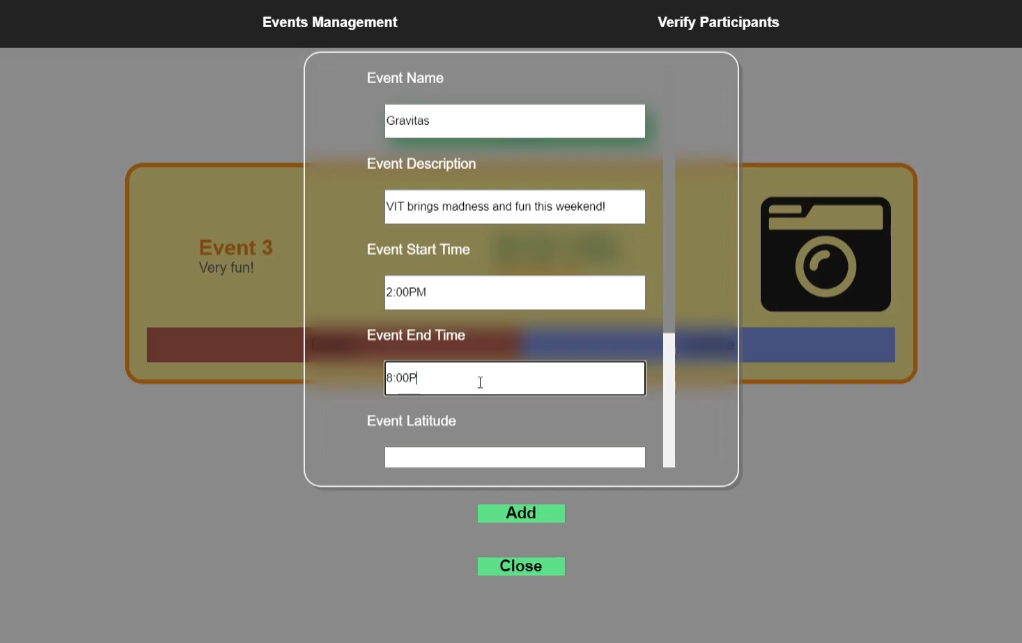 Events Management
Verify Participants
Event Name
Gravitas
Event Description
VIT brings madness and fun this weekend!
Event Start Time
2:00PM
Event End Time
8:00P
Event Latitude
Event 3
Very fun!
Add
Close